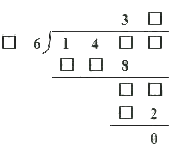 3 □
□ 6 ) 1 4 □ □
□ □ 8
□ □
□ 2
0